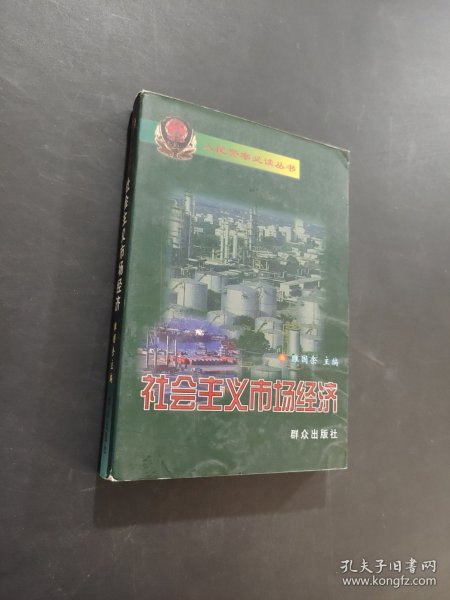 人民警察必读丛书
主编
社会主义市场经济
群众出版社
社会主义市场经济
主编
孔夫子旧书网
www.kongfz.com